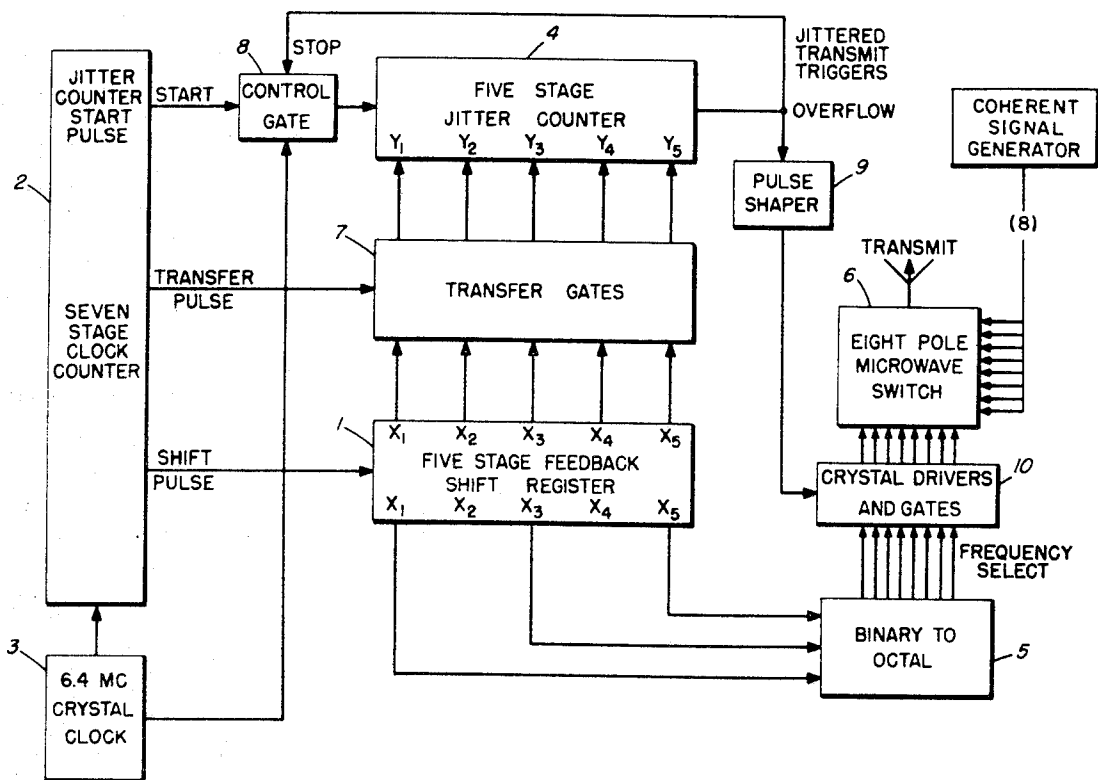 JITTER
COUNTER
START
PULSE
2
SEVEN
STAGE
CLOCK
COUNTER
3
6.4 MC
CRYSTAL
CLOCK
START
TRANSFER
PULSE
SHIFT
PULSE
STOP
8
CONTROL
GATE
4
FIVE STAGE
JITTER COUNTER
Y1 Y2 Y3 Y4 Y5
7
TRANSFER GATES
1
X1 X2 X3 X4 X5
FIVE STAGE FEEDBACK
SHIFT REGISTER
X1 X2 X3 X4 X5
JITTERED
TRANSMIT
TRIGGERS
OVERFLOW
9
PULSE
SHAPER
COHERENT
SIGNAL
GENERATOR
(8)
TRANSMIT
6
EIGHT POLE
MICROWAVE
SWITCH
10
CRYSTAL DRIVERS
AND GATES
FREQUENCY
SELECT
BINARY TO
OCTAL
5